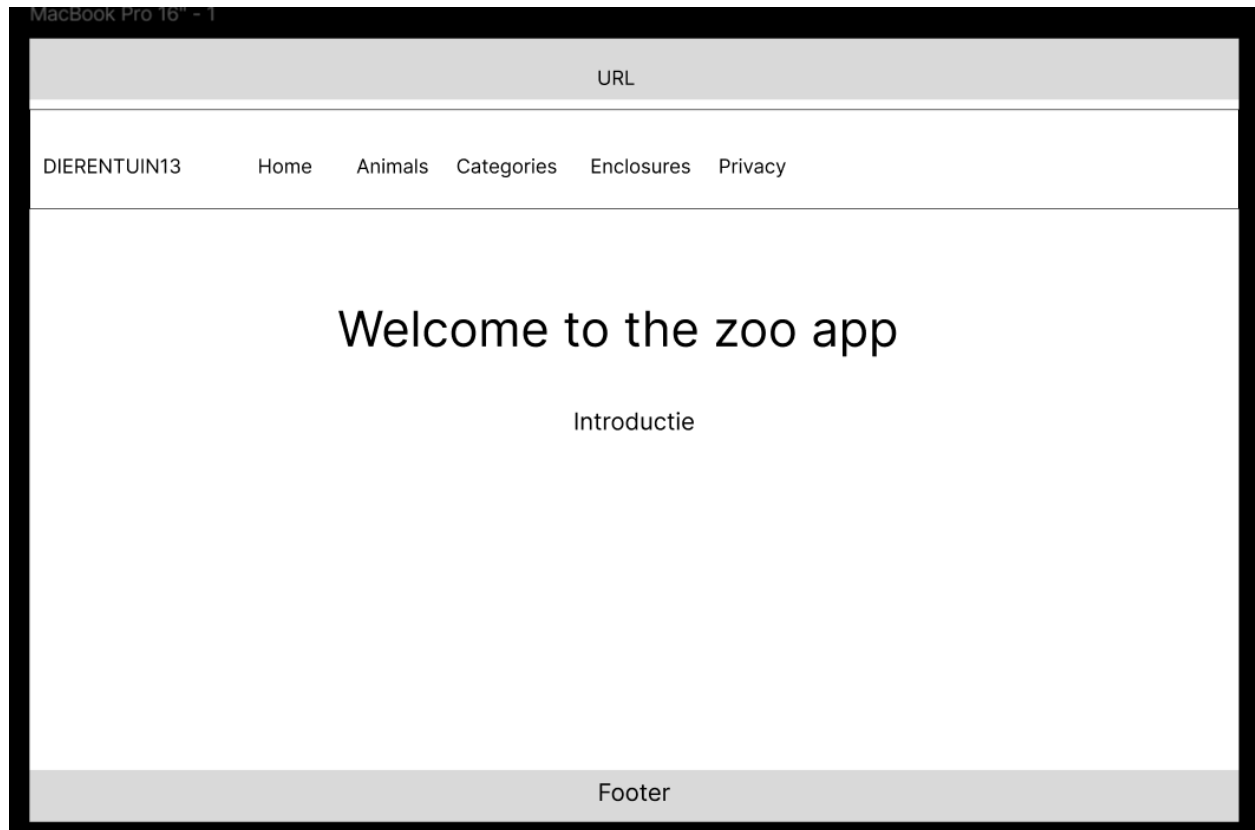 MacBook Pro 16" - 1
URL
DIERENTUIN13 Home Animals Categories Enclosures Privacy
Welcome to the zoo app
Introductie
Footer